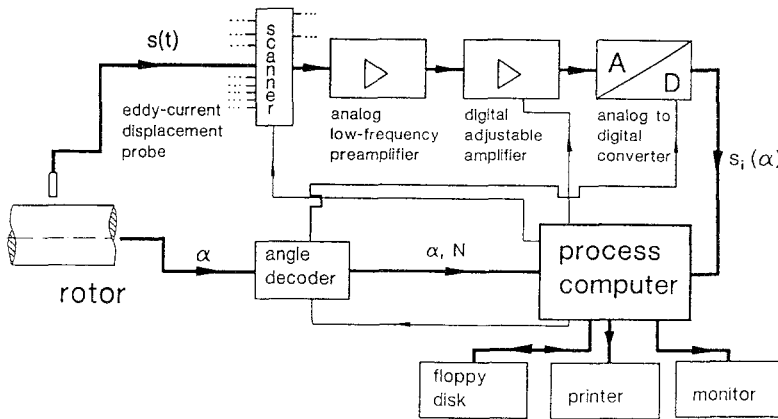 s(t)
scanner
eddy-current
displacement
probe
analog
low-frequency
preamplifier
digital
adjustable
amplifier
A
D
analog to
digital
converter
s_i (α)
rotor
α
angle
decoder
α, N
process
computer
floppy
disk
printer
monitor